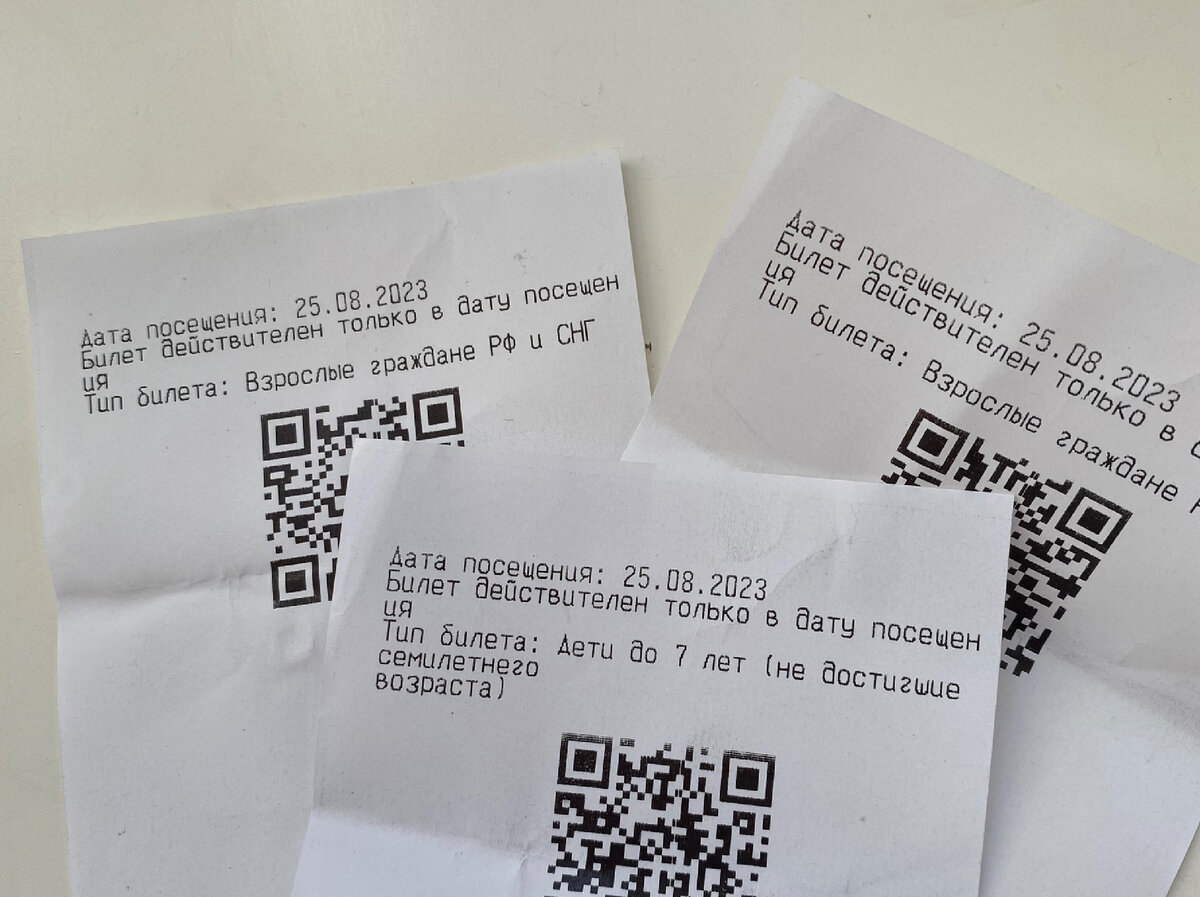 Дата посещения: 25.08.2023
Билет действителен только в дату посещен
ия
Тип билета: Взрослые граждане РФ и СНГ
Дата посещения: 25.08.2023
Билет действителен только в
ия
Тип билета: Взрослые граждане
Дата посещения: 25.08.2023
Билет действителен только в дату посещен
ия
Тип билета: Дети до 7 лет (не достигшие
семилетнего
возраста)